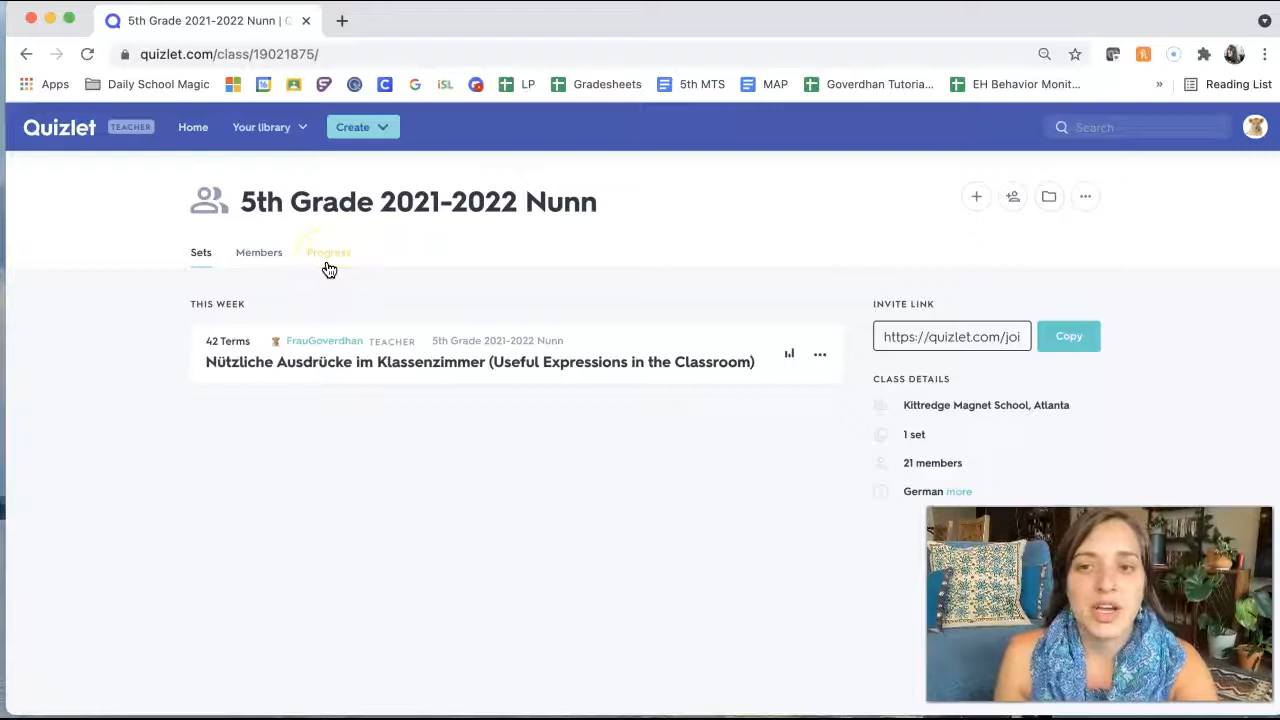 5th Grade 2021-2022 Nunn | Q
quizlet.com/class/19021875/
Apps Daily School Magic LP Gradesheets 5th MTS MAP Goverdhan Tutoria... EH Behavior Monit... » Reading List
Quizlet TEACHER Home Your library Create Search
5th Grade 2021-2022 Nunn
Sets Members Progress
THIS WEEK
42 Terms FrauGoverdhan TEACHER 5th Grade 2021-2022 Nunn
Nützliche Ausdrücke im Klassenzimmer (Useful Expressions in the Classroom)
INVITE LINK
https://quizlet.com/joi Copy
CLASS DETAILS
Kittredge Magnet School, Atlanta
1 set
21 members
German more